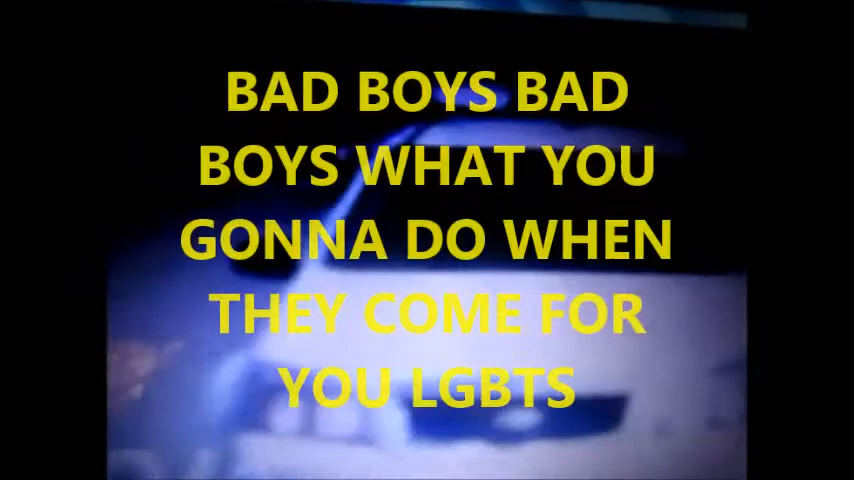 BAD BOYS BAD
BOYS WHAT YOU
GONNA DO WHEN
THEY COME FOR
YOU LGBTS